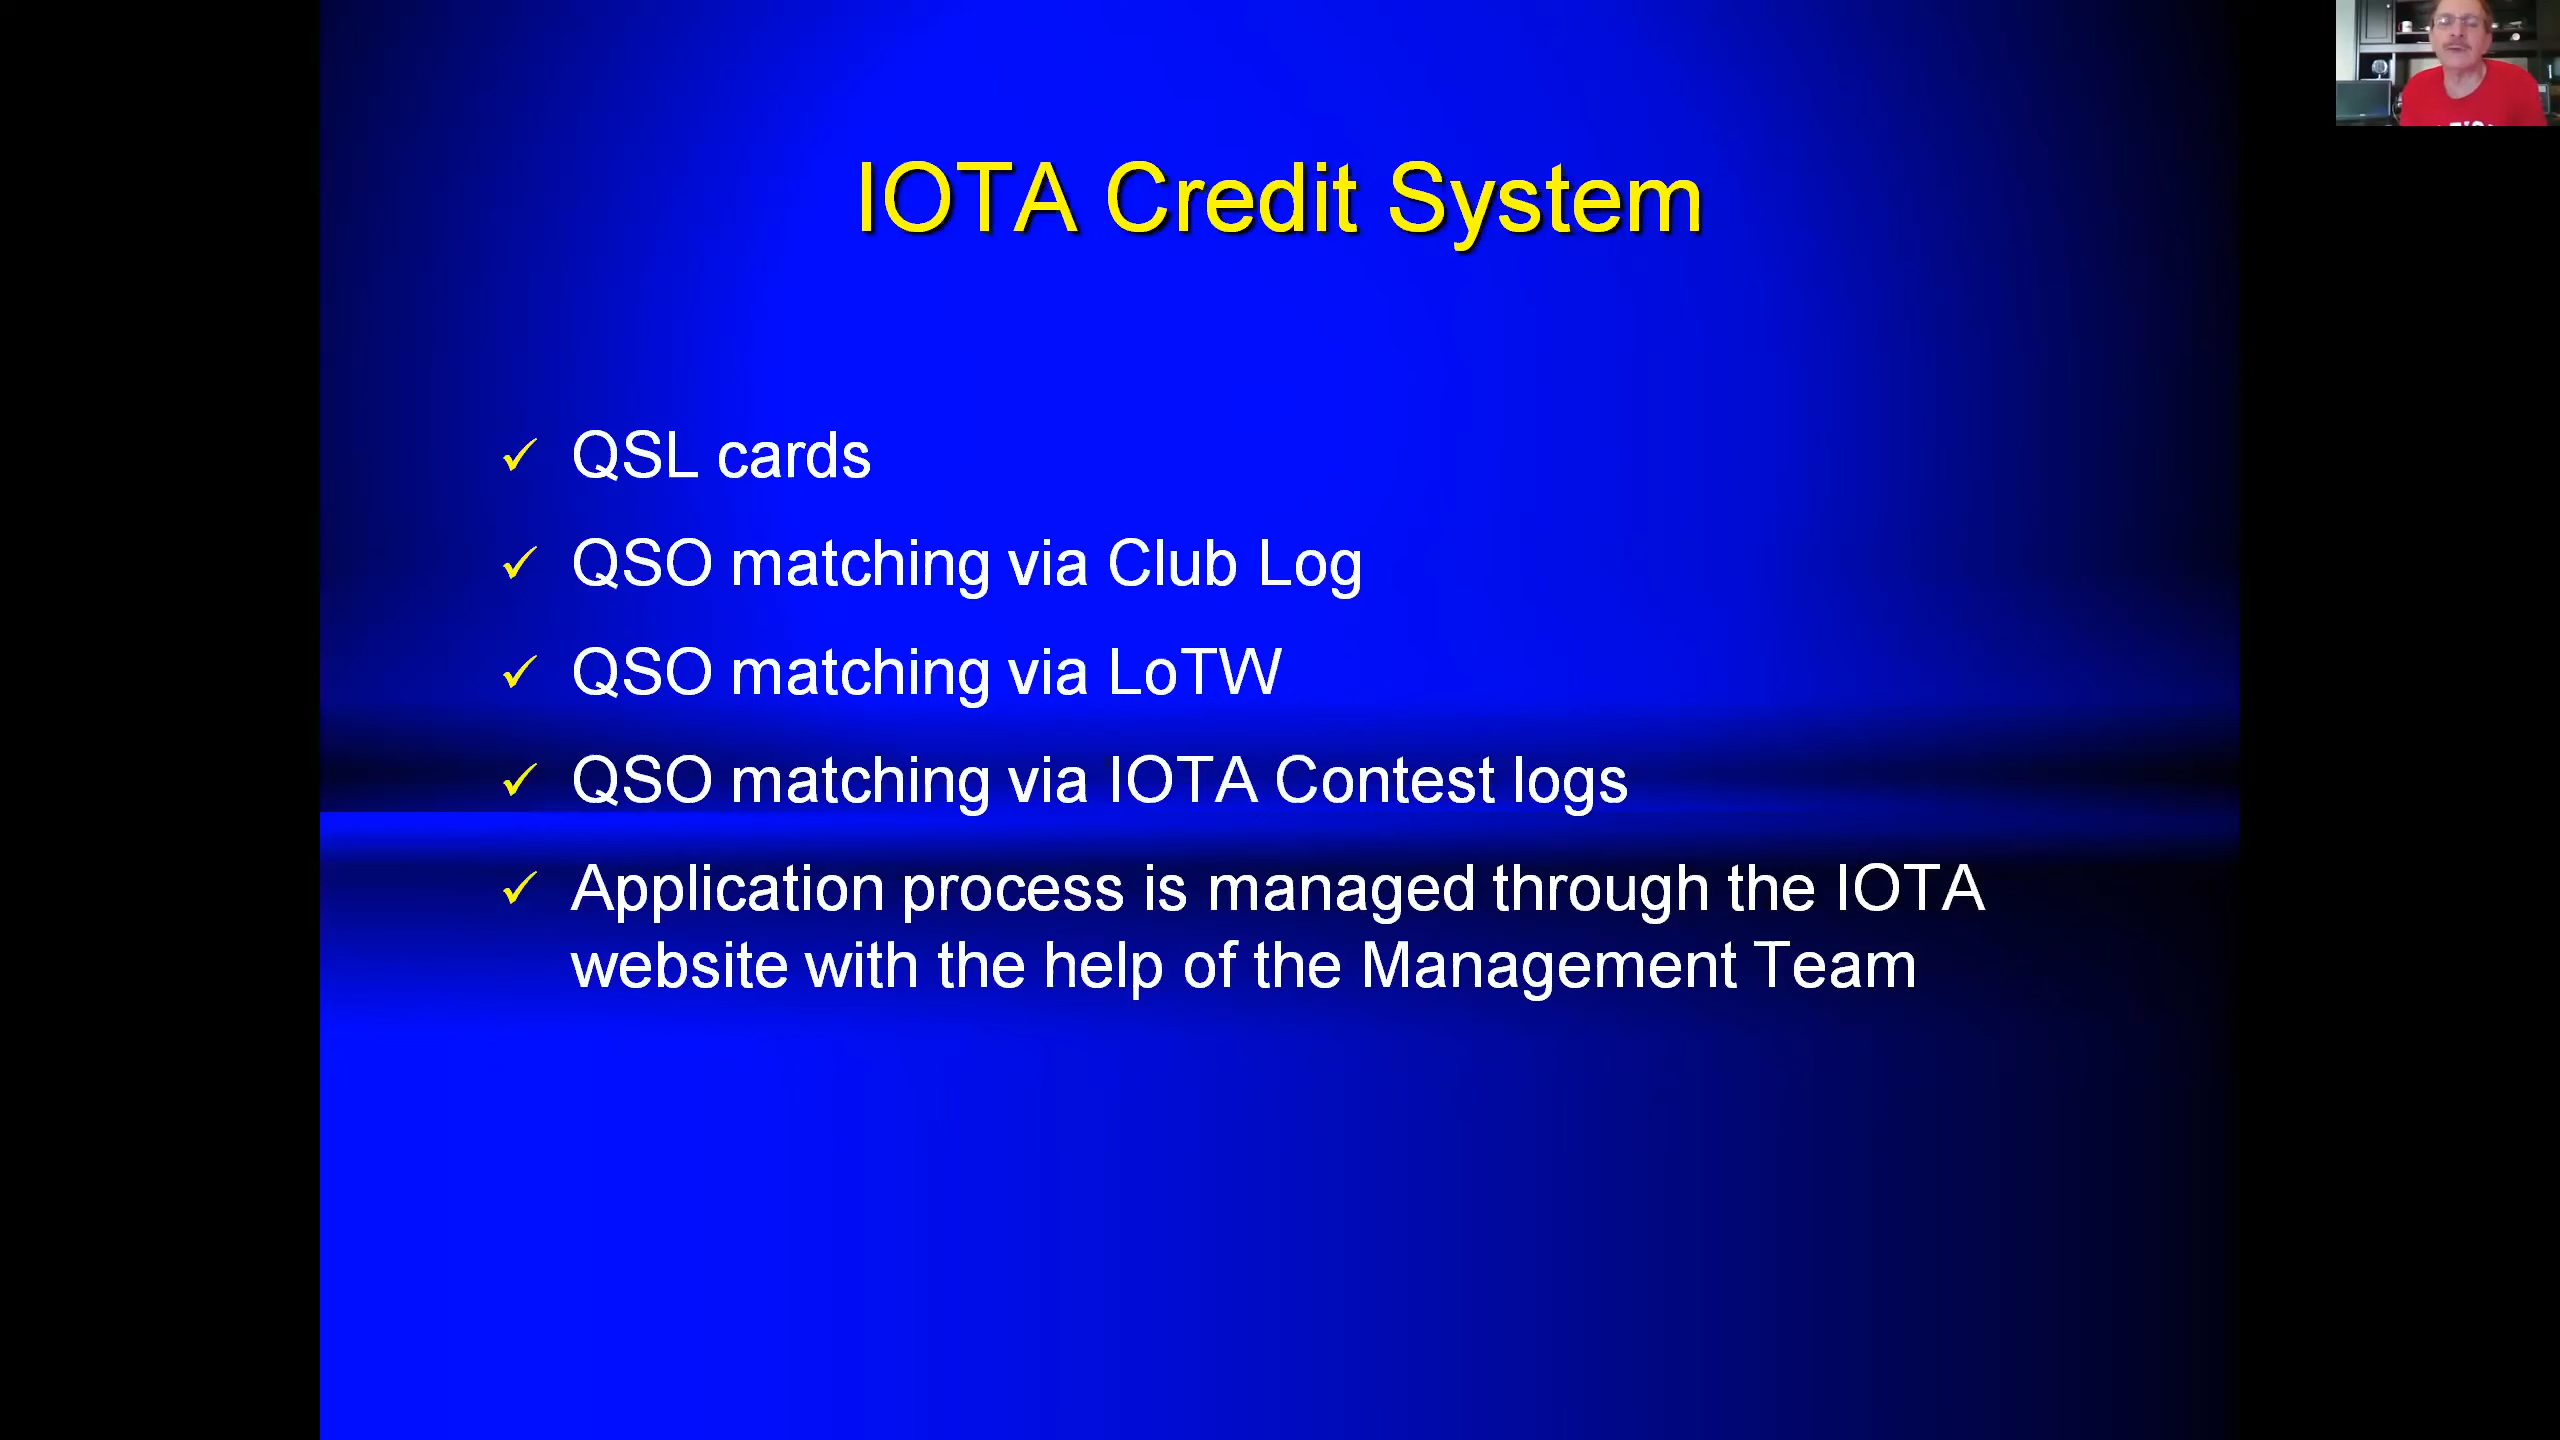 IOTA Credit System
✓ QSL cards
✓ QSO matching via Club Log
✓ QSO matching via LoTW
✓ QSO matching via IOTA Contest logs
✓ Application process is managed through the IOTA
website with the help of the Management Team